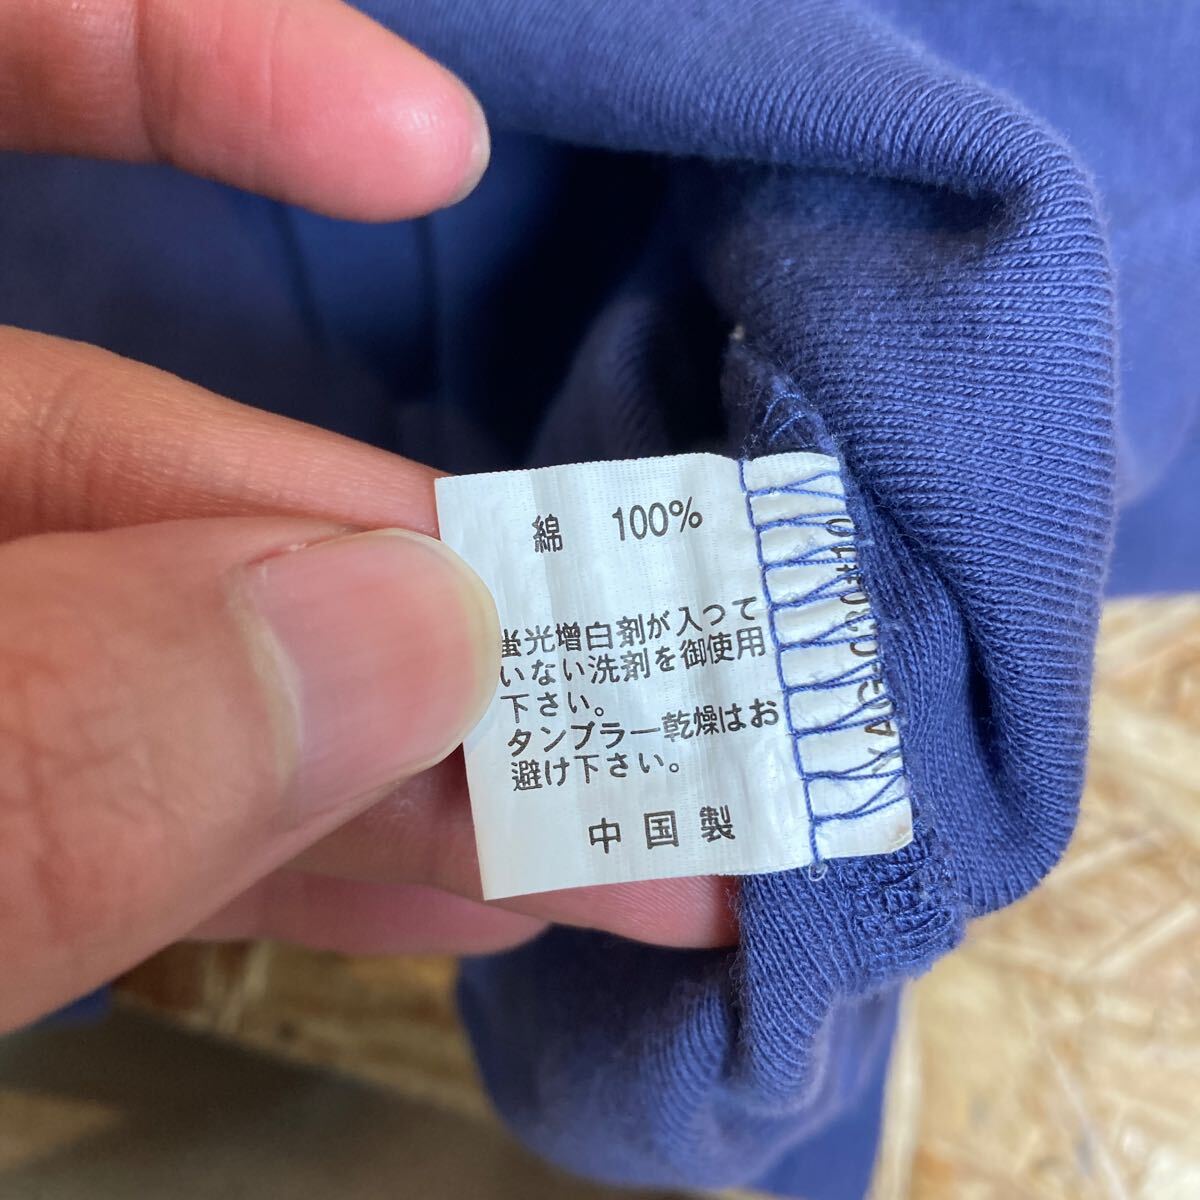 綿 100%
蛍光増白剤が入って
いない洗剤を御使用
下さい。
タンブラー乾燥はお
避け下さい。
中国製